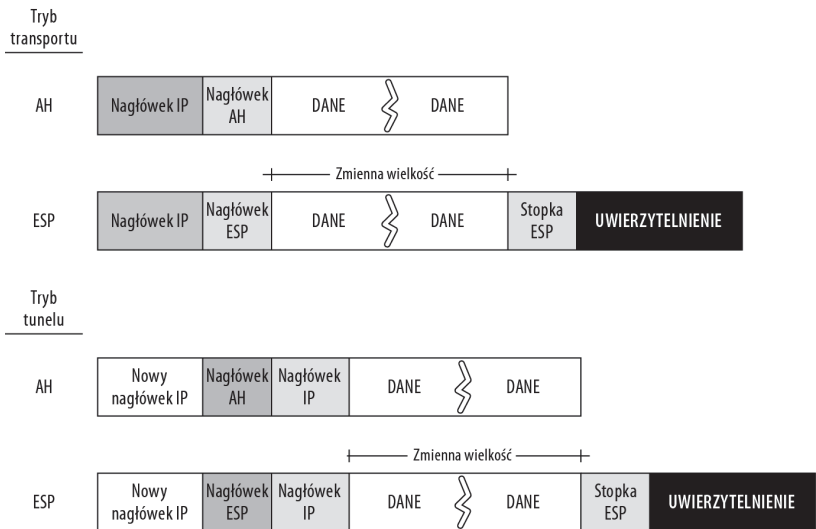 Tryb
transportu
AH
Nagłówek IP
Nagłówek
AH
DANE
DANE
Zmienna wielkość
ESP
Nagłówek IP
Nagłówek
ESP
DANE
DANE
Stopka
ESP
UWIERZYTELNIENIE
Tryb
tunelu
AH
Nowy
nagłówek IP
Nagłówek
AH
Nagłówek
IP
DANE
DANE
Zmienna wielkość
ESP
Nowy
nagłówek IP
Nagłówek
ESP
Nagłówek
IP
DANE
DANE
Stopka
ESP
UWIERZYTELNIENIE